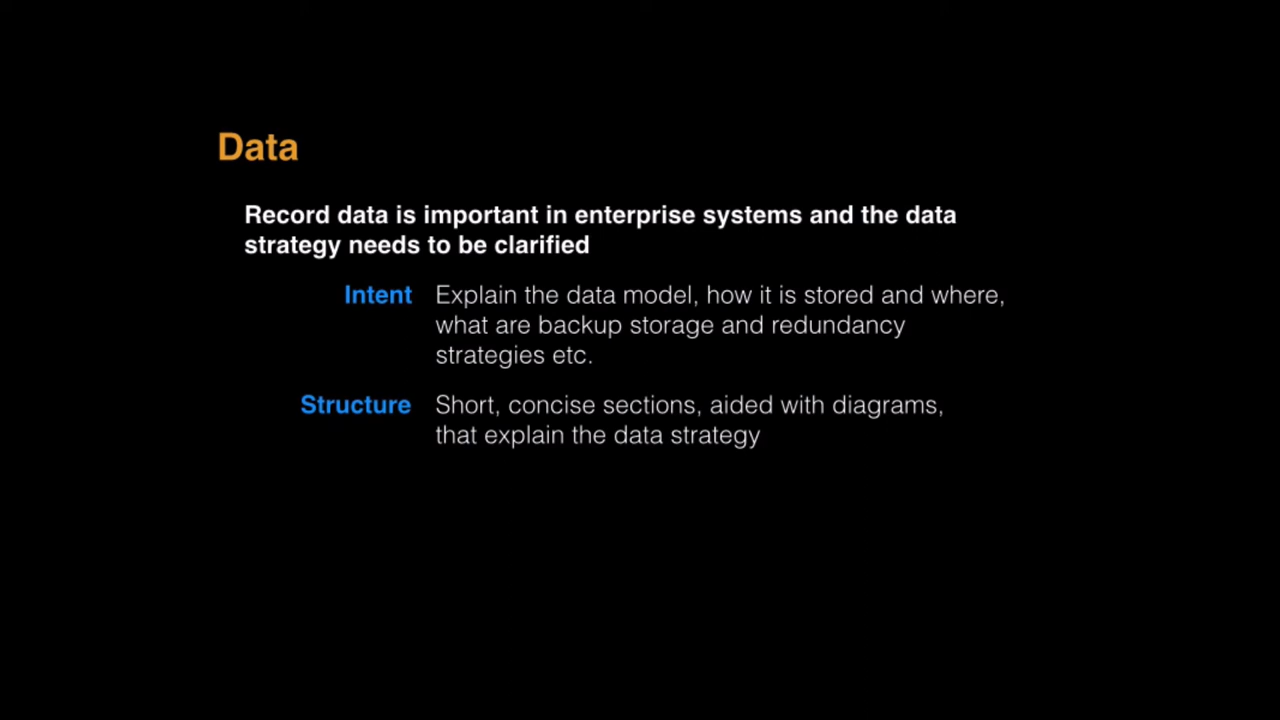 Data
Record data is important in enterprise systems and the data
strategy needs to be clarified
Intent Explain the data model, how it is stored and where,
what are backup storage and redundancy
strategies etc.
Structure Short, concise sections, aided with diagrams,
that explain the data strategy